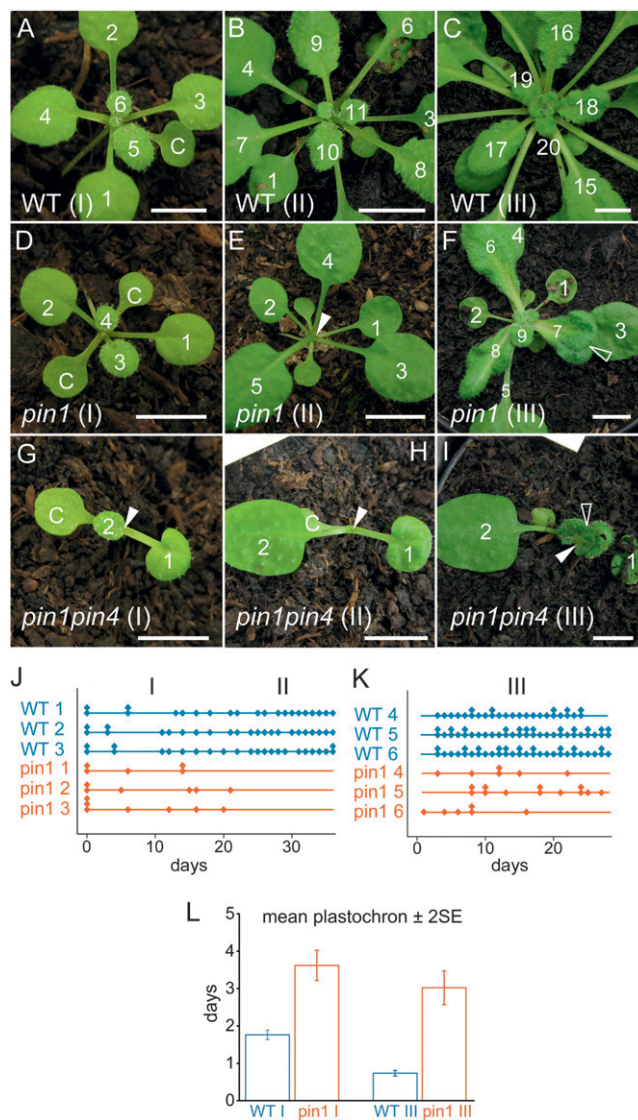 A
2
6
3
4
5
C
1
WT (I)
B
6
9
4
11
3
7
10
8
1
WT (II)
C
16
19
18
17
20
15
WT (III)
D
C
2
4
1
3
C
pin1 (I)
E
4
2
1
3
5
pin1 (II)
F
4
6
1
2
7
3
9
8
5
pin1 (III)
G
C
2
1
pin1pin4 (I)
H
C
2
1
pin1pin4 (II)
I
2
1
pin1pin4 (III)
J
I
II
WT 1
WT 2
WT 3
pin1 1
pin1 2
pin1 3
0
10
20
30
days
K
III
WT 4
WT 5
WT 6
pin1 4
pin1 5
pin1 6
0
10
20
days
L
mean plastochron ± 2SE
5
4
3
2
1
0
days
WT I
pin1 I
WT III
pin1 III